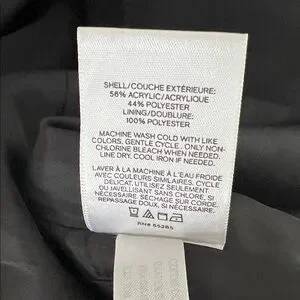 SHELL/COUCHE EXTÉRIEURE:
56% ACRYLIC/ACRYLIQUE
44% POLYESTER
LINING/DOUBLURE:
100% POLYESTER
MACHINE WASH COLD WITH LIKE
COLORS, GENTLE CYCLE. ONLY NON-
CHLORINE BLEACH WHEN NEEDED.
LINE DRY. COOL IRON IF NEEDED.
LAVER À LA MACHINE À L'EAU FROIDE
AVEC COULEURS SIMILAIRES, CYCLE
DÉLICAT. UTILISEZ SEULEMENT
OU JAVELLISANT SANS CHLORE, SI
NÉCESSAIRE. SÉCHAGE SUR CORDE.
REPASSAGE DOUX, SI NÉCESSAIRE.
RN# 55285